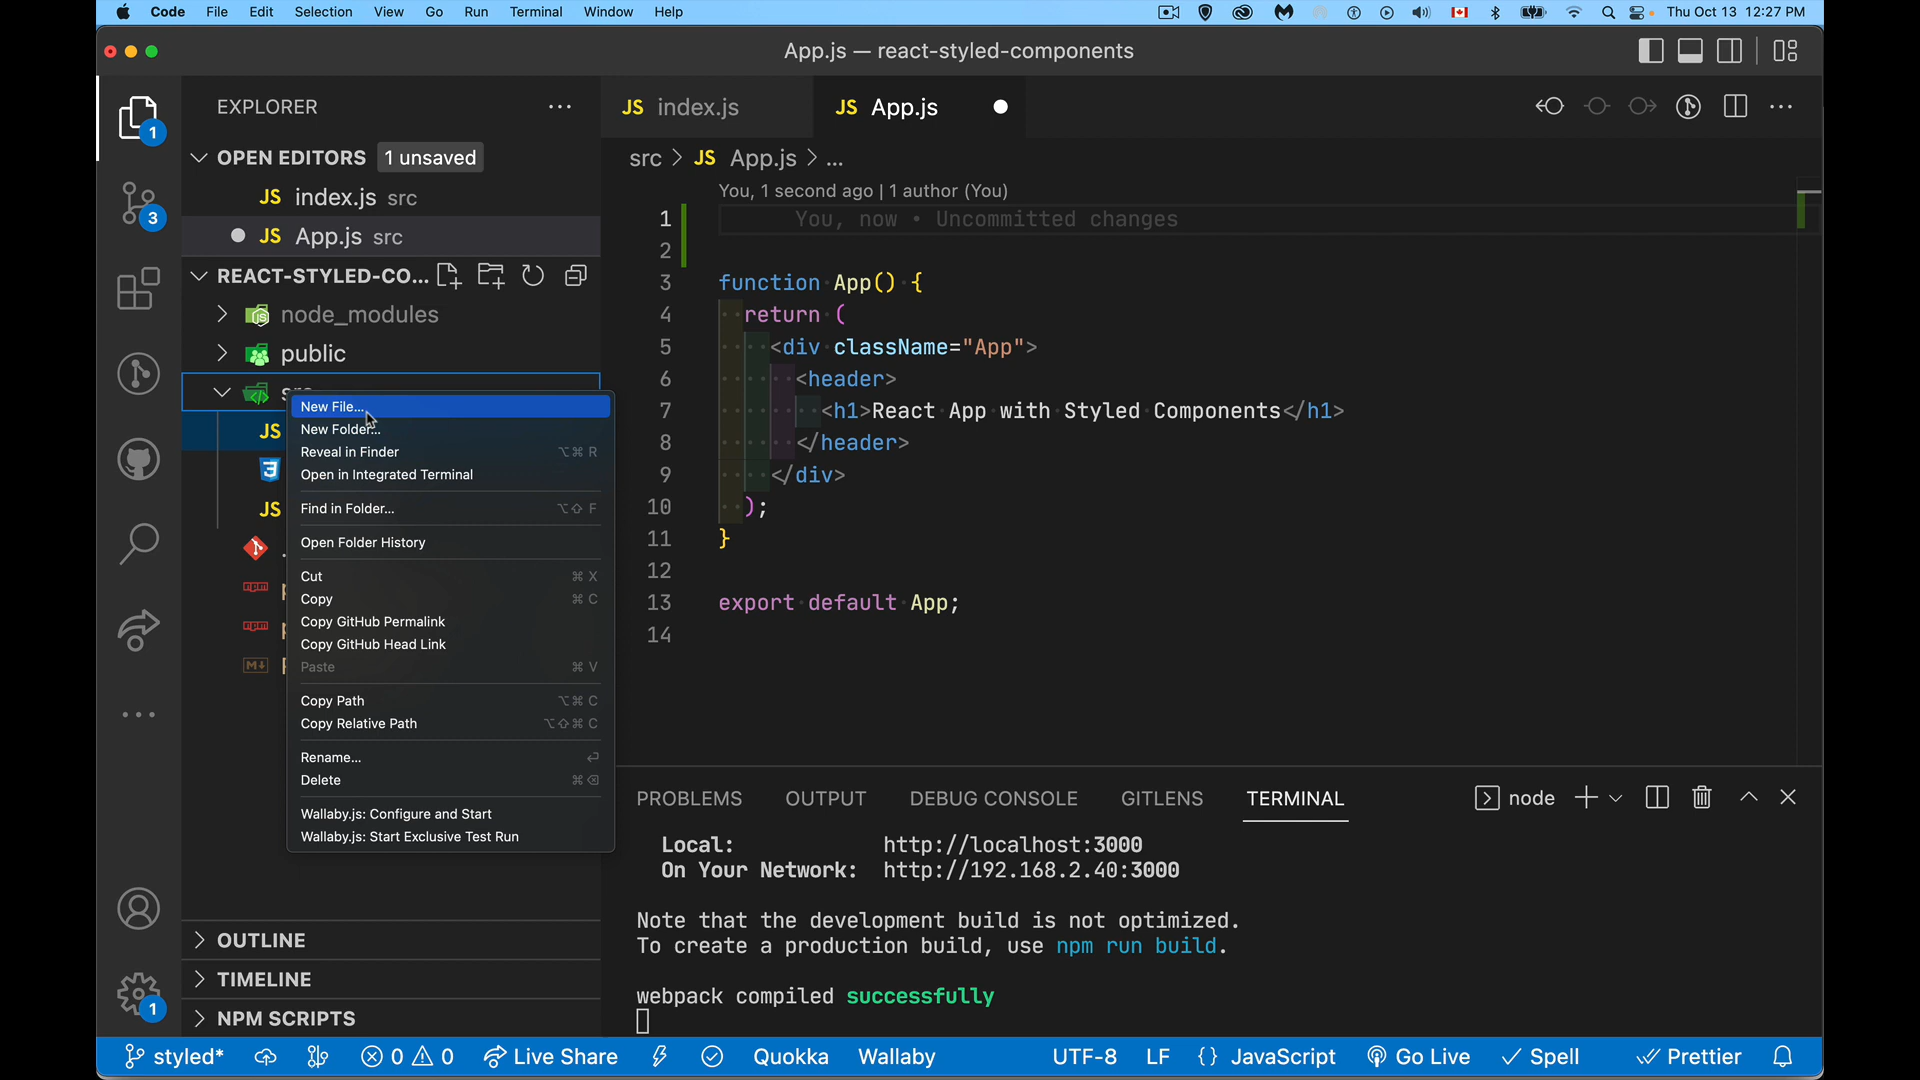 Code File Edit Selection View Go Run Terminal Window Help Thu Oct 13 12:27 PM
App.js — react-styled-components
EXPLORER
JS index.js JS App.js
OPEN EDITORS 1 unsaved
JS index.js src
JS App.js src
REACT-STYLED-CO...
node_modules
public
JS
JS
M↓
New File...
New Folder...
Reveal in Finder ⌥⌘ R
Open in Integrated Terminal
Find in Folder... ⌥⇧ F
Open Folder History
Cut ⌘ X
Copy ⌘ C
Copy GitHub Permalink
Copy GitHub Head Link
Paste ⌘ V
Copy Path ⌥⌘ C
Copy Relative Path ⌥⇧⌘ C
Rename... ⏎
Delete ⌘⌫
Wallaby.js: Configure and Start
Wallaby.js: Start Exclusive Test Run
OUTLINE
TIMELINE
NPM SCRIPTS
1
3
1
src > JS App.js > ...
You, 1 second ago | 1 author (You)
1 You, now • Uncommitted changes
2
3 function App() {
4 return (
5 <div className="App">
6 <header>
7 <h1>React App with Styled Components</h1>
8 </header>
9 </div>
10 );
11 }
12
13 export default App;
14
PROBLEMS OUTPUT DEBUG CONSOLE GITLENS TERMINAL node
Local: http://localhost:3000
On Your Network: http://192.168.2.40:3000
Note that the development build is not optimized.
To create a production build, use npm run build.
webpack compiled successfully
styled* 0 0 Live Share Quokka Wallaby UTF-8 LF {} JavaScript Go Live Spell Prettier